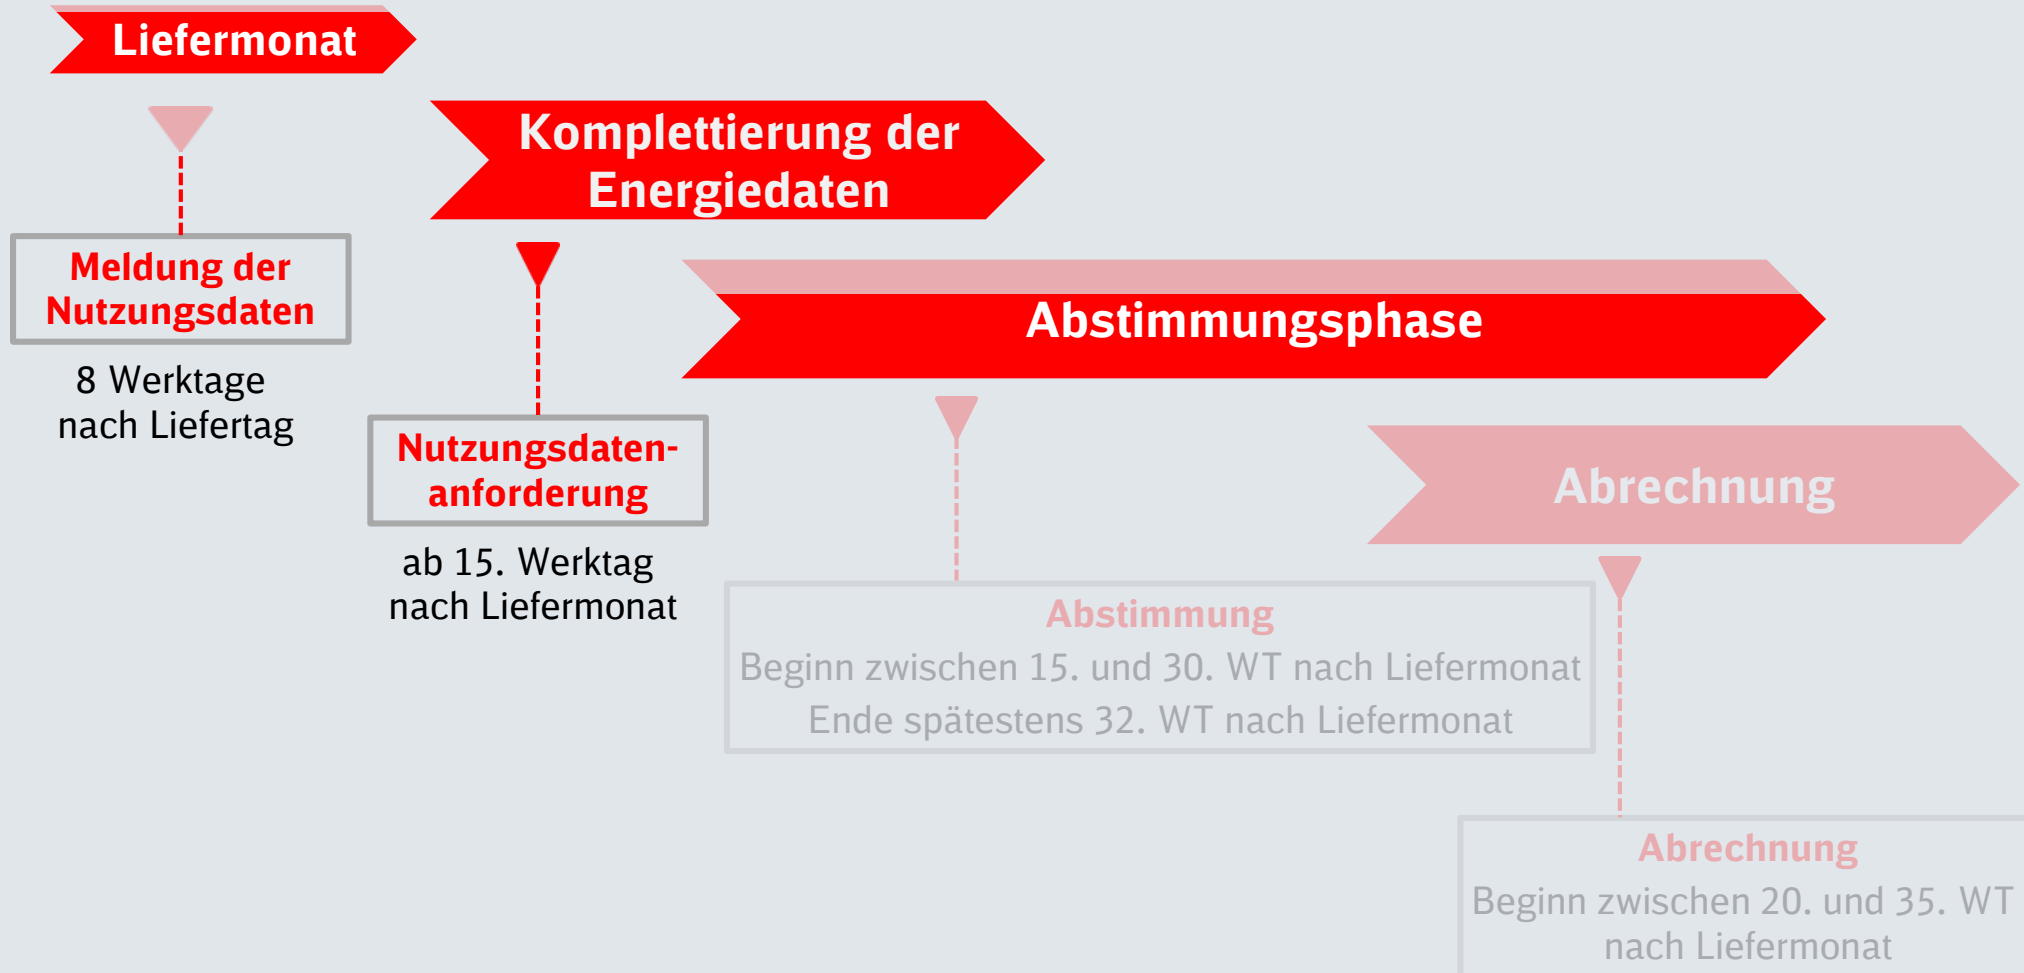 Liefermonat
Komplettierung der
Energiedaten
Meldung der
Nutzungsdaten
8 Werktage
nach Liefertag
Abstimmungsphase
Nutzungsdaten-
anforderung
ab 15. Werktag
nach Liefermonat
Abrechnung
Abstimmung
Beginn zwischen 15. und 30. WT nach Liefermonat
Ende spätestens 32. WT nach Liefermonat
Abrechnung
Beginn zwischen 20. und 35. WT
nach Liefermonat